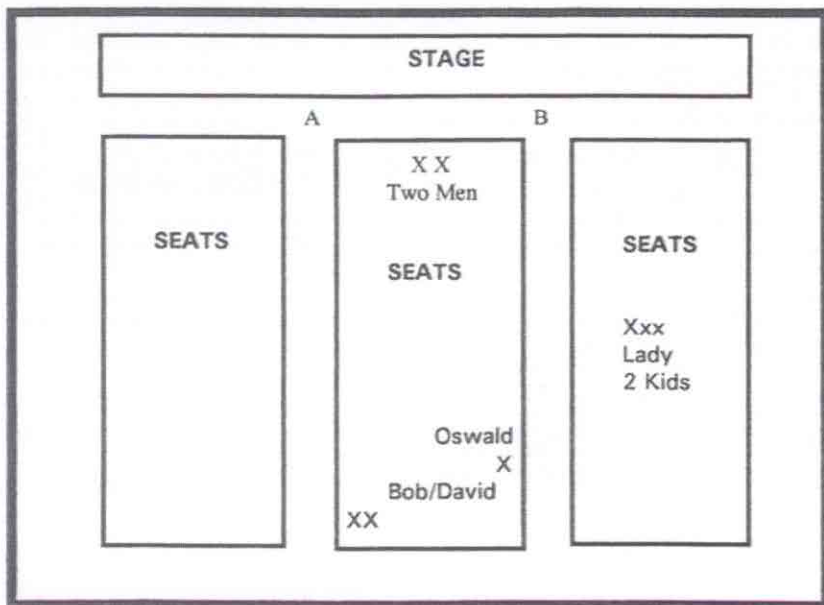 STAGE
A
B
X X
Two Men
SEATS
SEATS
SEATS
Xxx
Lady
2 Kids
Oswald
X
Bob/David
XX